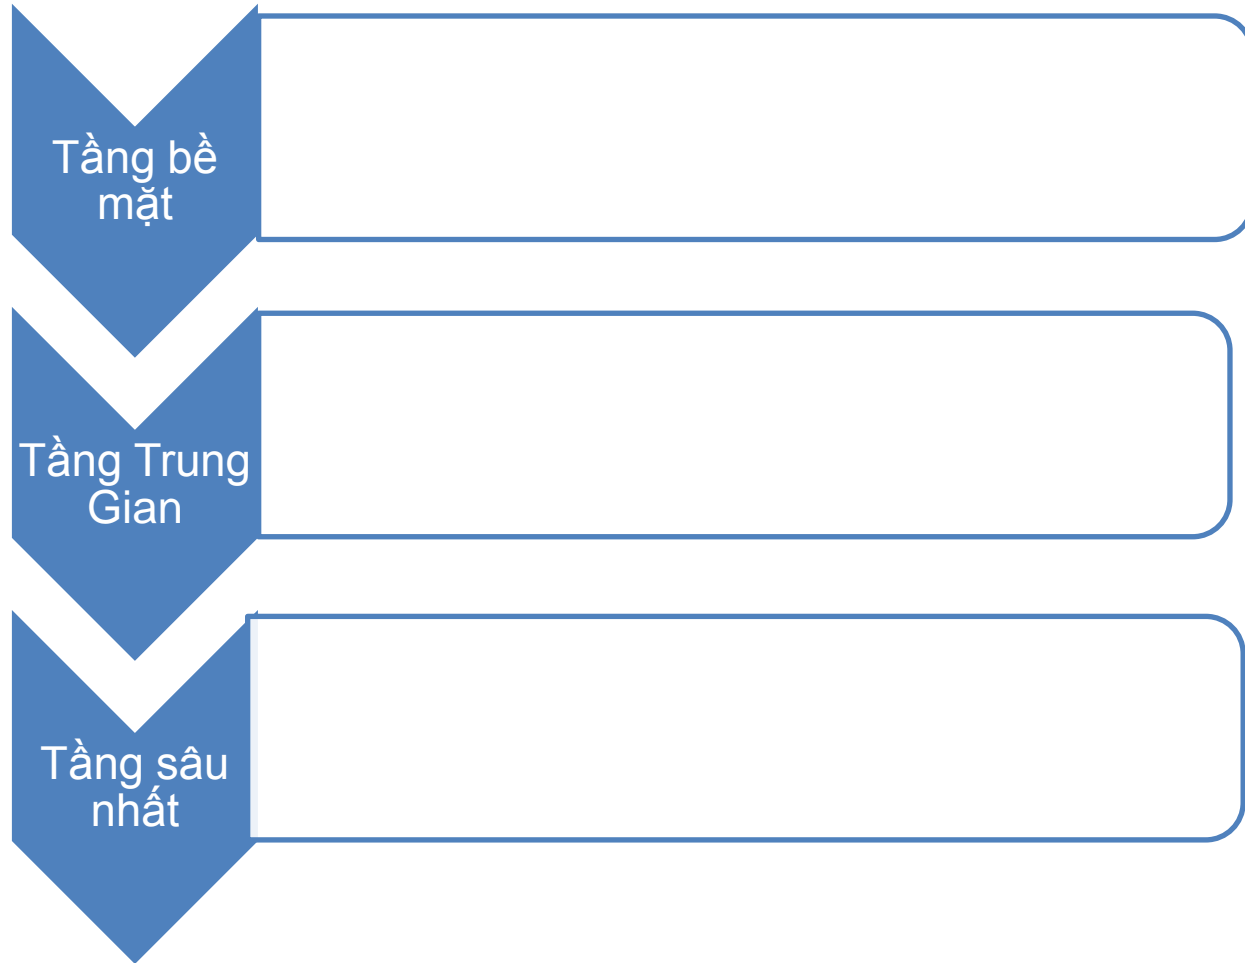 Tầng bề
mặt
Tầng Trung
Gian
Tầng sâu
nhất